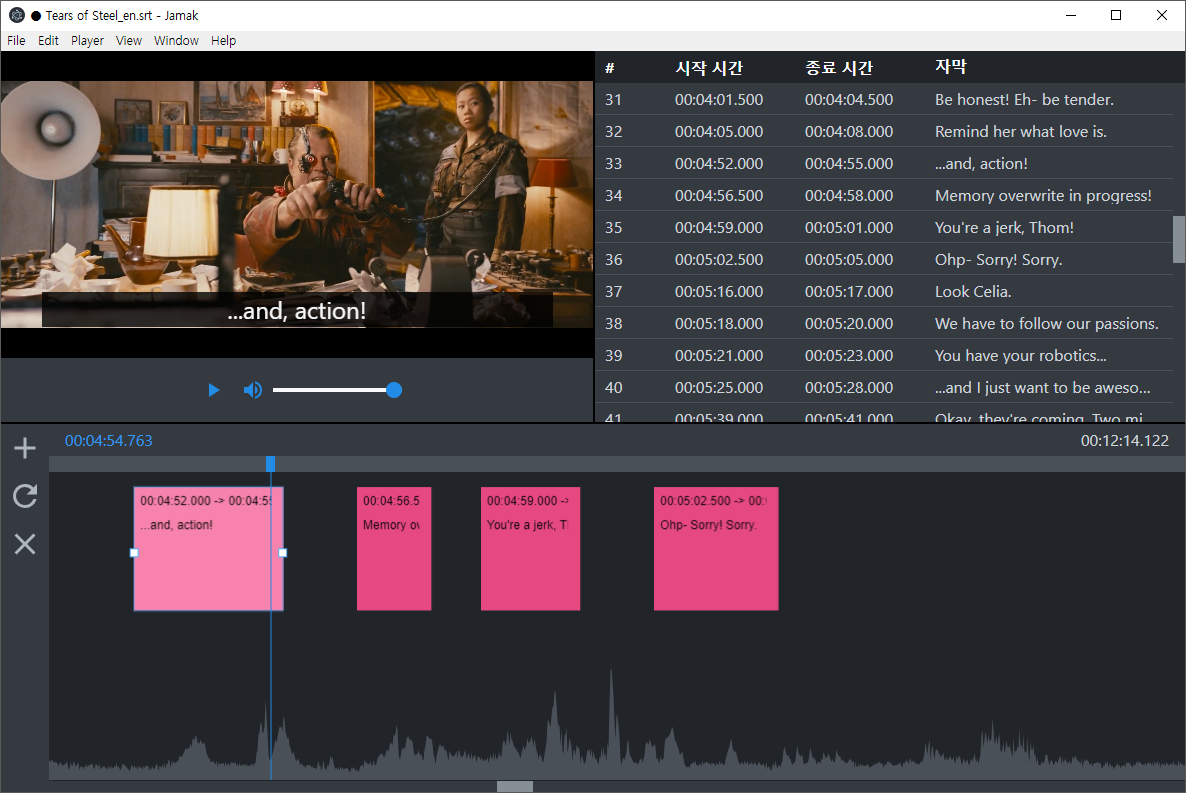 Tears of Steel_en.srt - Jamak
File Edit Player View Window Help
...and, action!
# 시작 시간 종료 시간 자막
31 00:04:01.500 00:04:04.500 Be honest! Eh- be tender.
32 00:04:05.000 00:04:08.000 Remind her what love is.
33 00:04:52.000 00:04:55.000 ...and, action!
34 00:04:56.500 00:04:58.000 Memory overwrite in progress!
35 00:04:59.000 00:05:01.000 You're a jerk, Thom!
36 00:05:02.500 00:05:05.000 Ohp- Sorry! Sorry.
37 00:05:16.000 00:05:17.000 Look Celia.
38 00:05:18.000 00:05:20.000 We have to follow our passions.
39 00:05:21.000 00:05:23.000 You have your robotics...
40 00:05:25.000 00:05:28.000 ...and I just want to be aweso...
41 00:05:39.000 00:05:41.000 Okay, they're coming. Two mi...
00:04:54.763 00:12:14.122
00:04:52.000 -> 00:04:55
...and, action!
00:04:56.5
Memory ov
00:04:59.000 ->
You're a jerk, T
00:05:02.500 -> 00:
Ohp- Sorry! Sorry.